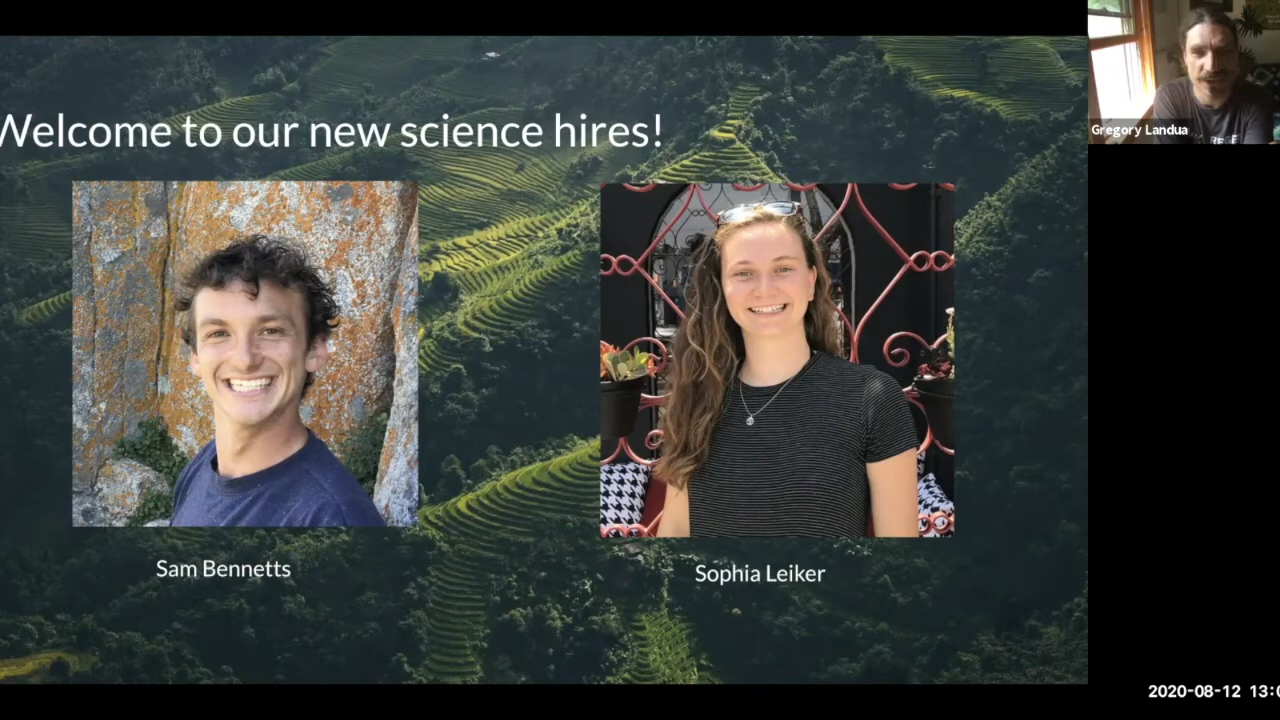 Welcome to our new science hires!
Gregory Landua
Sam Bennetts
Sophia Leiker
2020-08-12 13:0